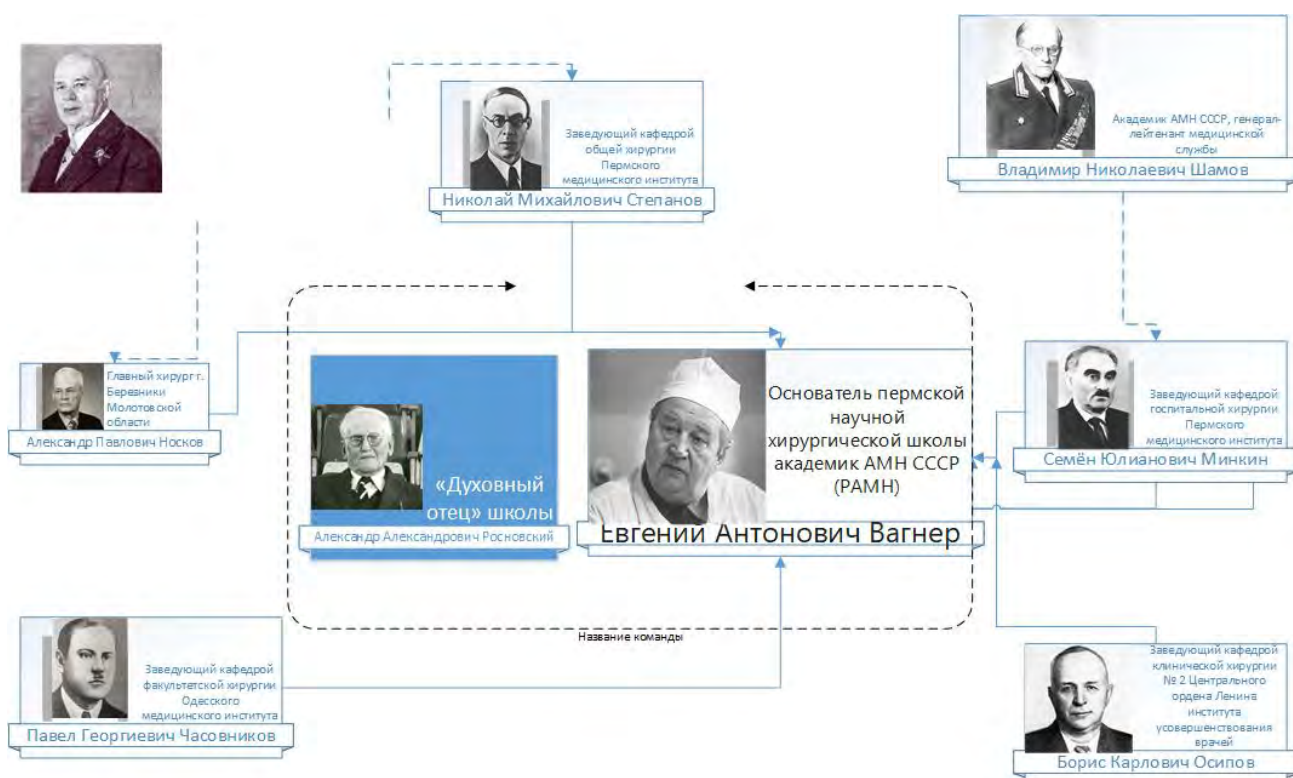 Заведующий кафедрой
общей хирургии
Пермского
медицинского института
Николай Михайлович Степанов
Академик АМН СССР, генерал-
лейтенант медицинской
службы
Владимир Николаевич Шамов
Главный хирург г.
Березники
Молотовской
области
Александр Павлович Носков
«Духовный
отец» школы
Александр Александрович Росновский
Основатель пермской
научной
хирургической школы
академик АМН СССР
(РАМН)
Евгений Антонович Вагнер
Заведующий кафедрой
госпитальной хирургии
Пермского
медицинского института
Семён Юлианович Минкин
Название команды
Заведующий кафедрой
факультетской хирургии
Одесского
медицинского института
Павел Георгиевич Часовников
Заведующий кафедрой
клинической хирургии
№ 2 Центрального
ордена Ленина
института
усовершенствования
врачей
Борис Карлович Осипов